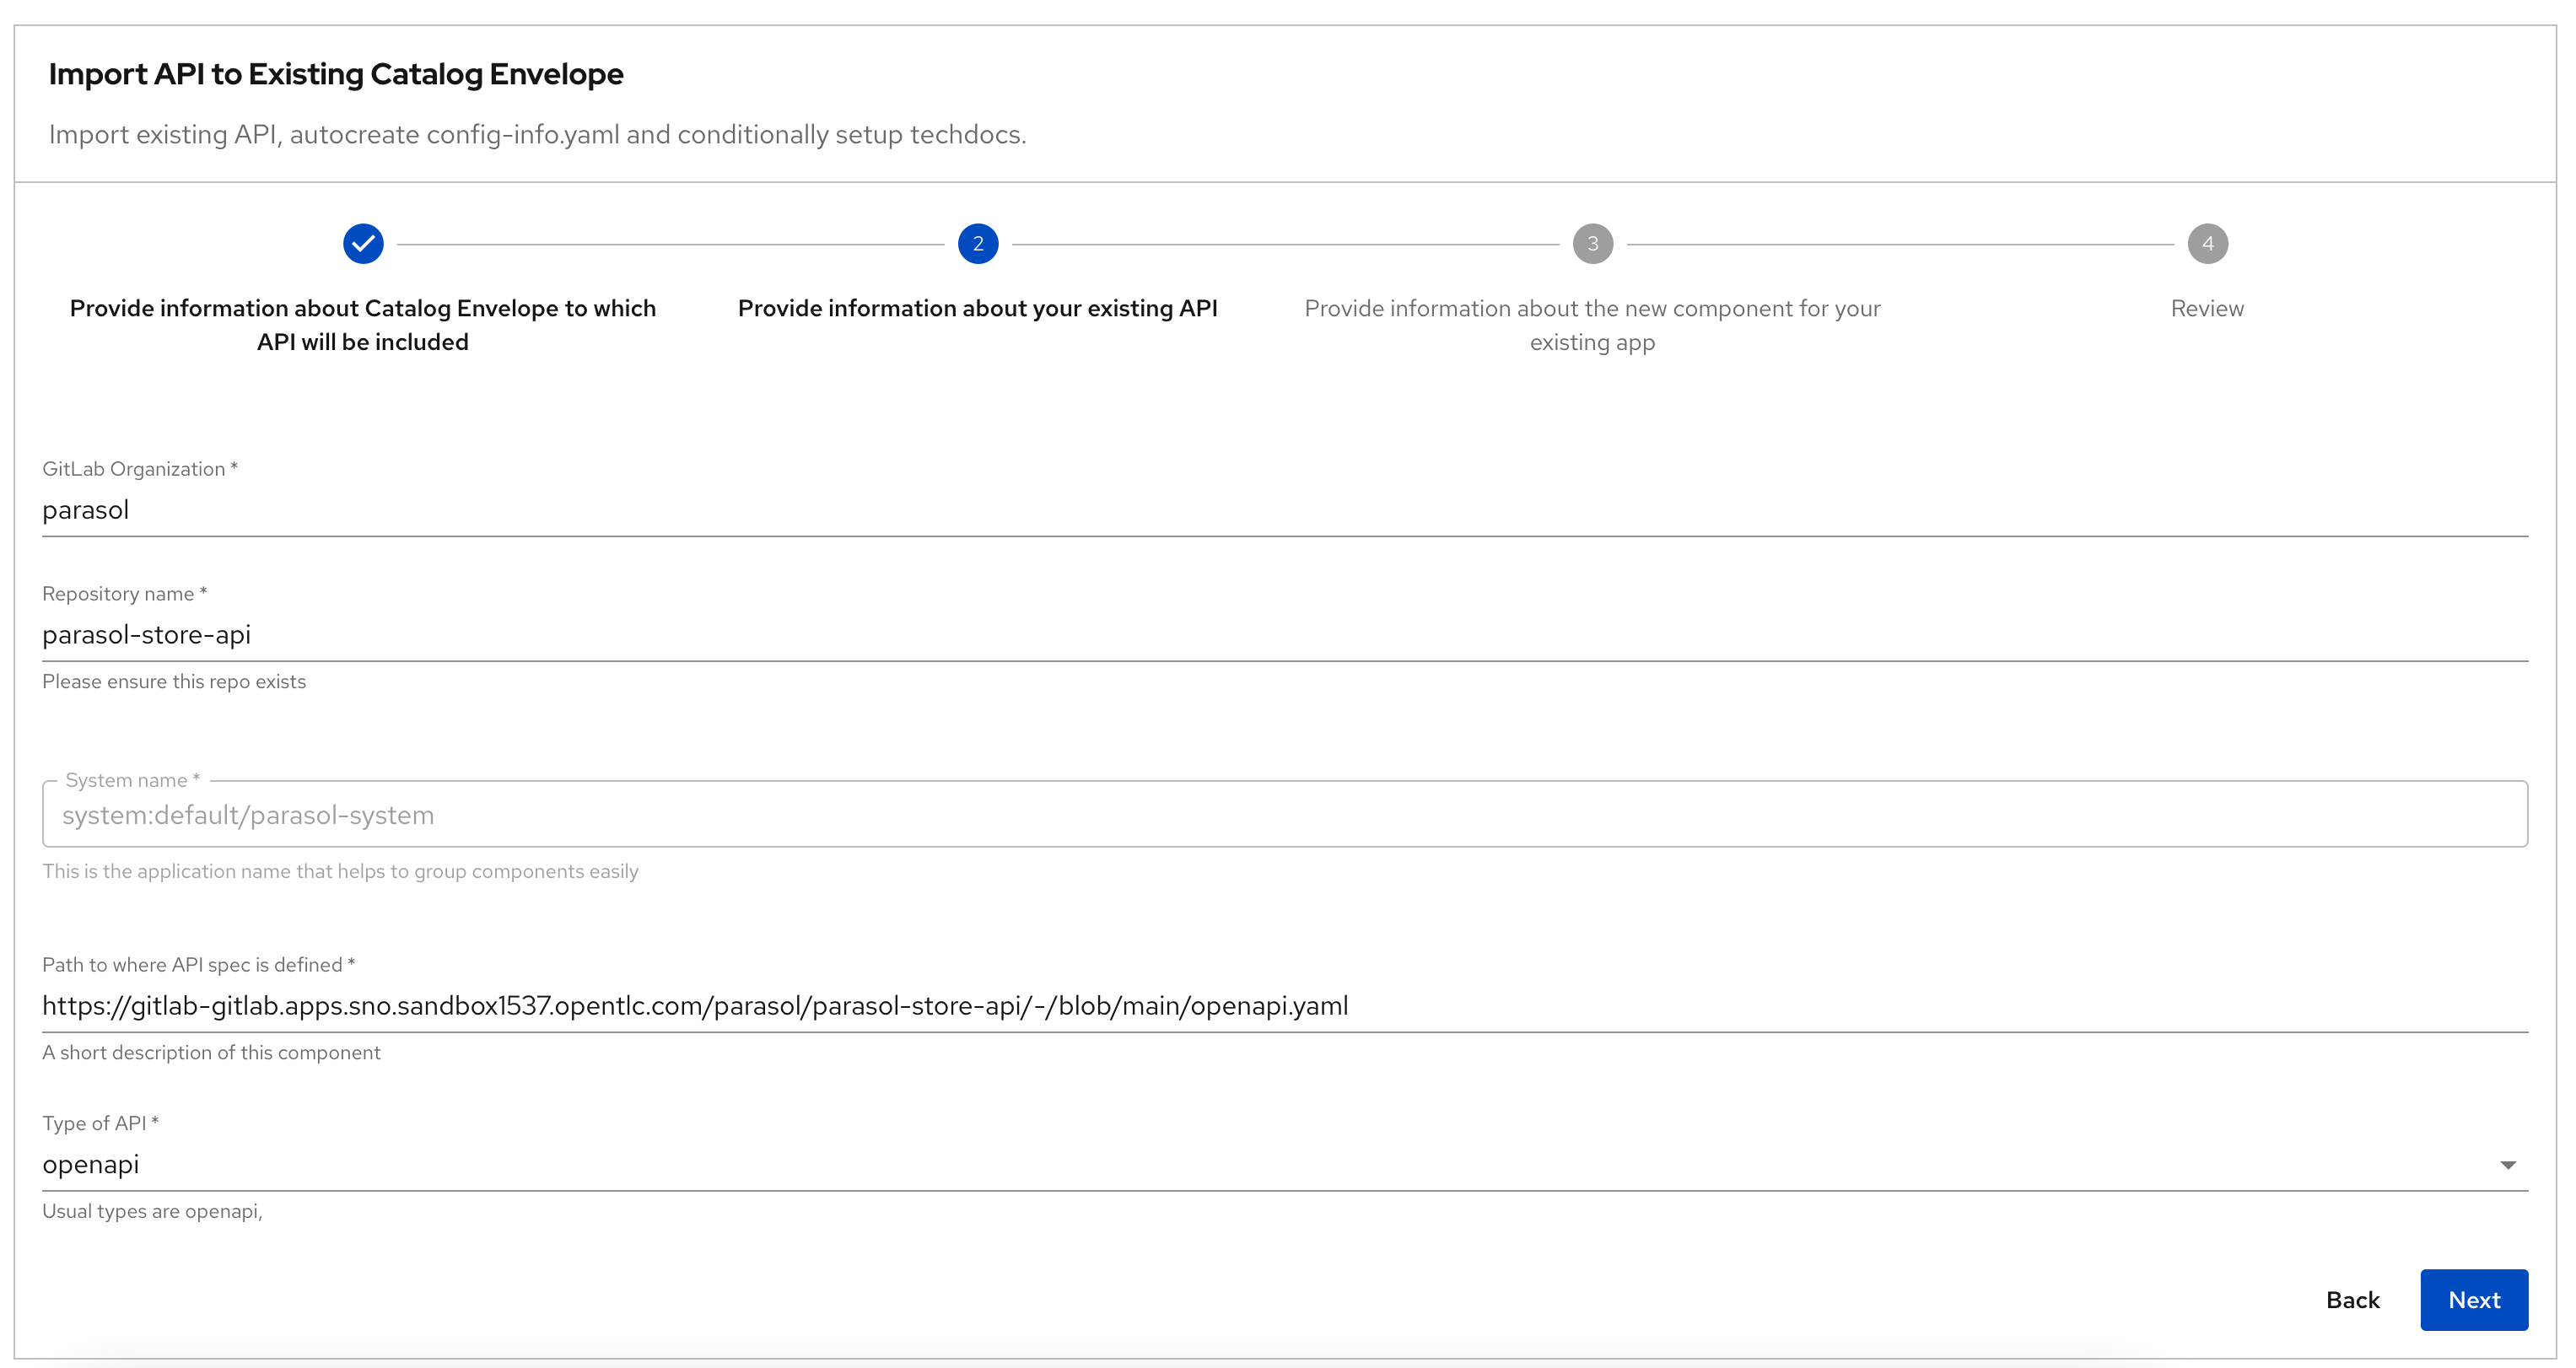 Import API to Existing Catalog Envelope
Import existing API, autocreate config-info.yaml and conditionally setup techdocs.
2
3
4
Provide information about Catalog Envelope to which
API will be included
Provide information about your existing API
Provide information about the new component for your
existing app
Review
GitLab Organization *
parasol
Repository name *
parasol-store-api
Please ensure this repo exists
System name *
system:default/parasol-system
This is the application name that helps to group components easily
Path to where API spec is defined *
https://gitlab-gitlab.apps.sno.sandbox1537.opentlc.com/parasol/parasol-store-api/-/blob/main/openapi.yaml
A short description of this component
Type of API *
openapi
Usual types are openapi,
Back
Next